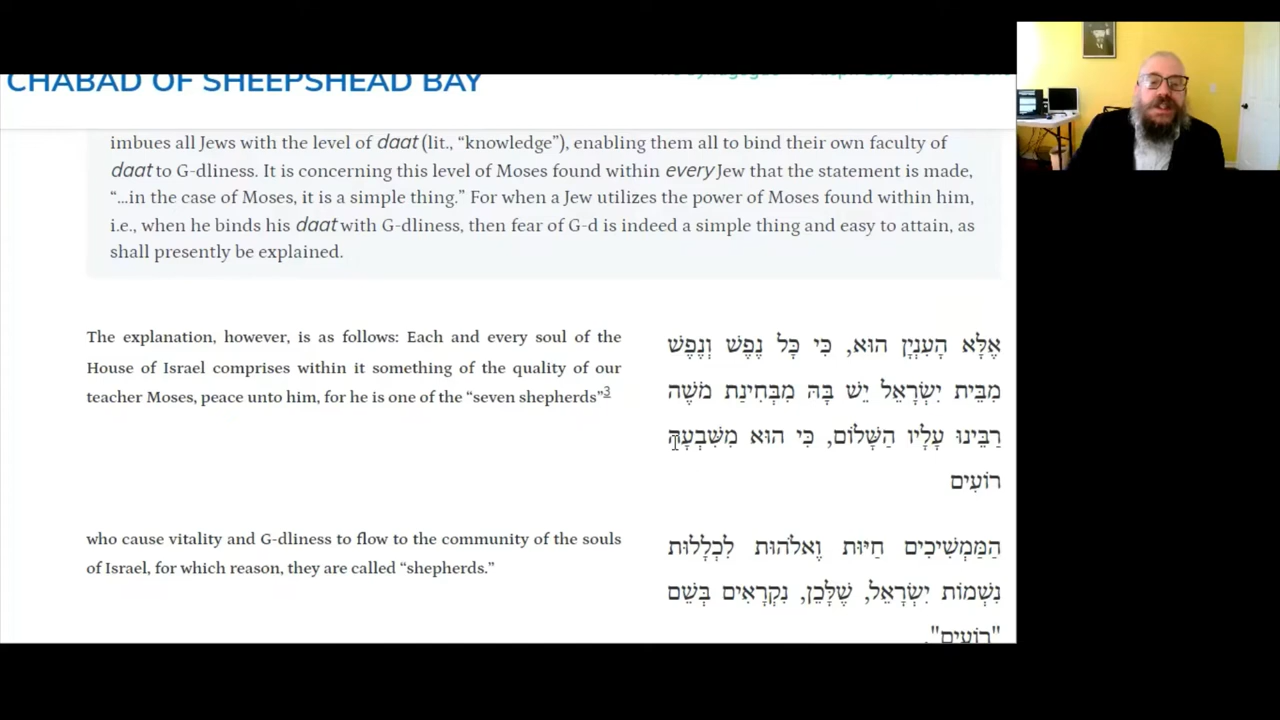 CHABAD OF SHEEPSHEAD BAY
imbues all Jews with the level of daat (lit., “knowledge”), enabling them all to bind their own faculty of
daat to G-dliness. It is concerning this level of Moses found within every Jew that the statement is made,
“…in the case of Moses, it is a simple thing.” For when a Jew utilizes the power of Moses found within him,
i.e., when he binds his daat with G-dliness, then fear of G-d is indeed a simple thing and easy to attain, as
shall presently be explained.
The explanation, however, is as follows: Each and every soul of the
House of Israel comprises within it something of the quality of our
teacher Moses, peace unto him, for he is one of the “seven shepherds”3
אֶלָּא הָעִנְיָן הוּא, כִּי כָּל נֶפֶשׁ וְנֶפֶשׁ
מִבֵּית יִשְׂרָאֵל יֵשׁ בָּהּ מִבְּחִינַת מֹשֶׁה
רַבֵּינוּ עָלָיו הַשָּׁלוֹם, כִּי הוּא מִשִּׁבְעָה
רוֹעִים
who cause vitality and G-dliness to flow to the community of the souls
of Israel, for which reason, they are called “shepherds.”
הַמַּמְשִׁיכִים חַיּוּת וֶאלֹהוּת לִכְלָלוּת
נִשְׁמוֹת יִשְׂרָאֵל, שֶׁלָּכֵן, נִקְרָאִים בְּשֵׁם
"רוֹעִים".